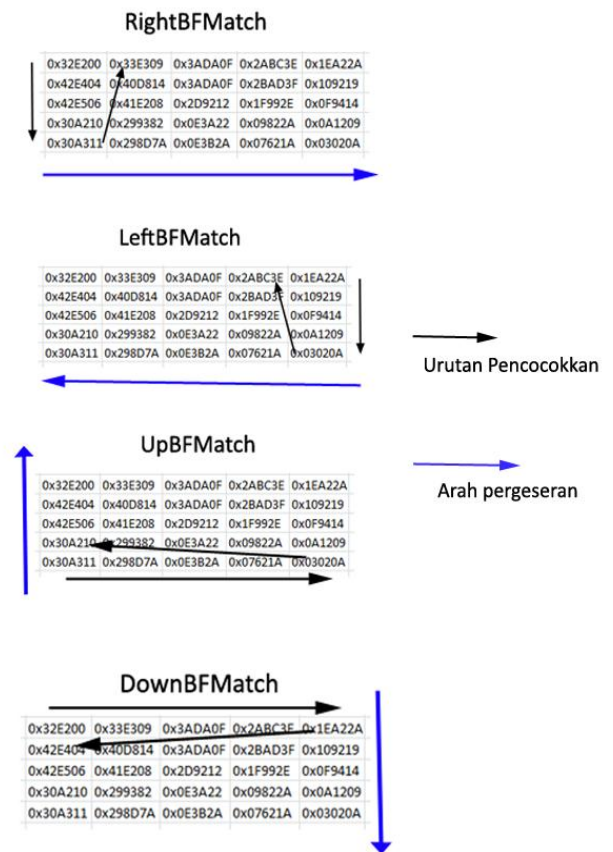 RightBFMatch
0x32E200 0x33E309 0x3ADA0F 0x2ABC3E 0x1EA22A
0x42E404 0x40D814 0x3ADA0F 0x2BAD3F 0x109219
0x42E506 0x41E208 0x2D9212 0x1F992E 0x0F9414
0x30A210 0x299382 0x0E3A22 0x09822A 0x0A1209
0x30A311 0x298D7A 0x0E3B2A 0x07621A 0x03020A
LeftBFMatch
0x32E200 0x33E309 0x3ADA0F 0x2ABC3E 0x1EA22A
0x42E404 0x40D814 0x3ADA0F 0x2BAD3F 0x109219
0x42E506 0x41E208 0x2D9212 0x1F992E 0x0F9414
0x30A210 0x299382 0x0E3A22 0x09822A 0x0A1209
0x30A311 0x298D7A 0x0E3B2A 0x07621A 0x03020A
Urutan Pencocokkan
UpBFMatch
0x32E200 0x33E309 0x3ADA0F 0x2ABC3E 0x1EA22A
0x42E404 0x40D814 0x3ADA0F 0x2BAD3F 0x109219
0x42E506 0x41E208 0x2D9212 0x1F992E 0x0F9414
0x30A210 0x299382 0x0E3A22 0x09822A 0x0A1209
0x30A311 0x298D7A 0x0E3B2A 0x07621A 0x03020A
Arah pergeseran
DownBFMatch
0x32E200 0x33E309 0x3ADA0F 0x2ABC3E 0x1EA22A
0x42E404 0x40D814 0x3ADA0F 0x2BAD3F 0x109219
0x42E506 0x41E208 0x2D9212 0x1F992E 0x0F9414
0x30A210 0x299382 0x0E3A22 0x09822A 0x0A1209
0x30A311 0x298D7A 0x0E3B2A 0x07621A 0x03020A